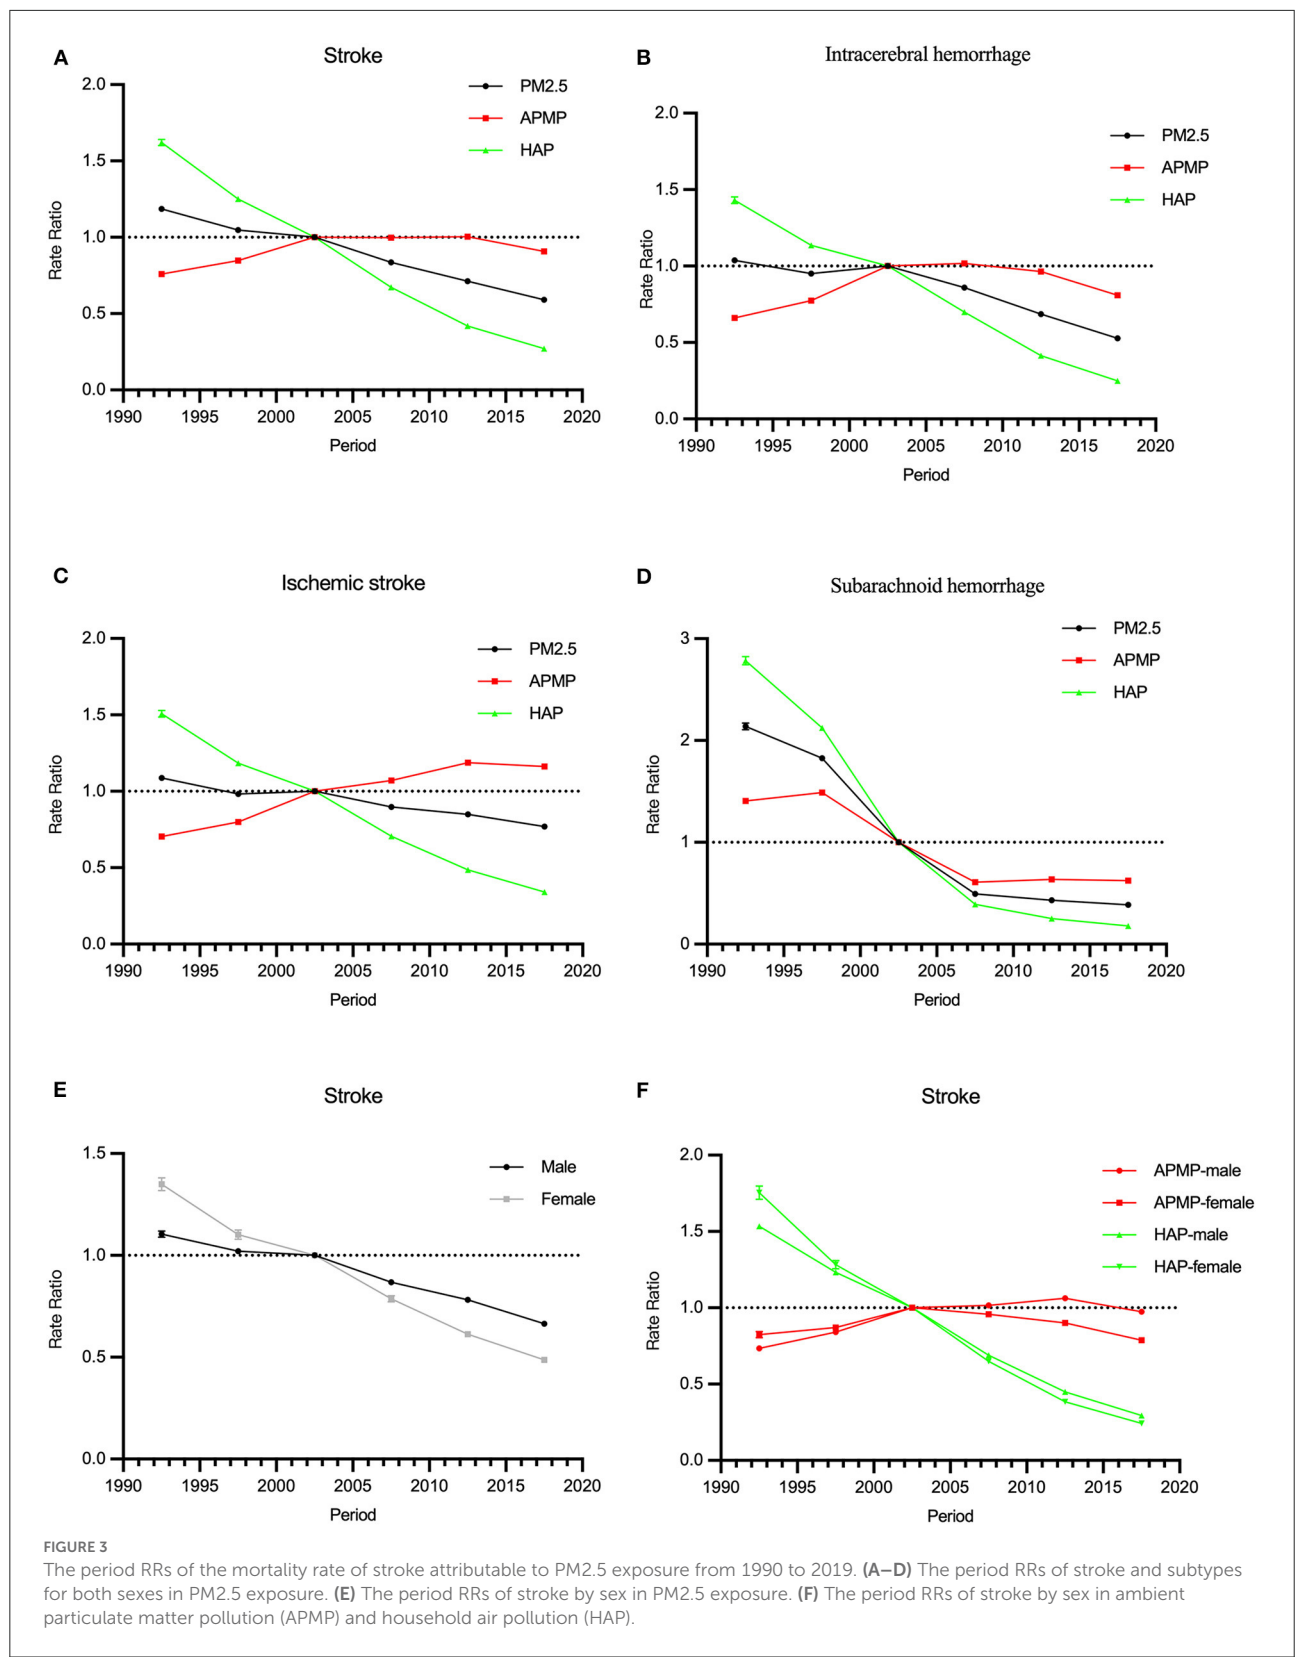 A
Stroke
PM2.5
APMP
HAP
Rate Ratio
2.0
1.5
1.0
0.5
0.0
1990 1995 2000 2005 2010 2015 2020
Period
B
Intracerebral hemorrhage
PM2.5
APMP
HAP
Rate Ratio
2.0
1.5
1.0
0.5
0.0
1990 1995 2000 2005 2010 2015 2020
Period
C
Ischemic stroke
PM2.5
APMP
HAP
Rate Ratio
2.0
1.5
1.0
0.5
0.0
1990 1995 2000 2005 2010 2015 2020
Period
D
Subarachnoid hemorrhage
PM2.5
APMP
HAP
Rate Ratio
3
2
1
0
1990 1995 2000 2005 2010 2015 2020
Period
E
Stroke
Male
Female
Rate Ratio
1.5
1.0
0.5
0.0
1990 1995 2000 2005 2010 2015 2020
Period
F
Stroke
APMP-male
APMP-female
HAP-male
HAP-female
Rate Ratio
2.0
1.5
1.0
0.5
0.0
1990 1995 2000 2005 2010 2015 2020
Period
FIGURE 3
The period RRs of the mortality rate of stroke attributable to PM2.5 exposure from 1990 to 2019. (A–D) The period RRs of stroke and subtypes
for both sexes in PM2.5 exposure. (E) The period RRs of stroke by sex in PM2.5 exposure. (F) The period RRs of stroke by sex in ambient
particulate matter pollution (APMP) and household air pollution (HAP).